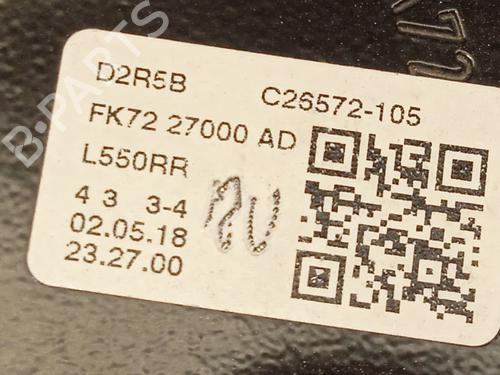 D2R5B C26572-105
FK72 27000 AD
L550RR
4 3 3-4
02.05.18
23.27.00
B-PARTS